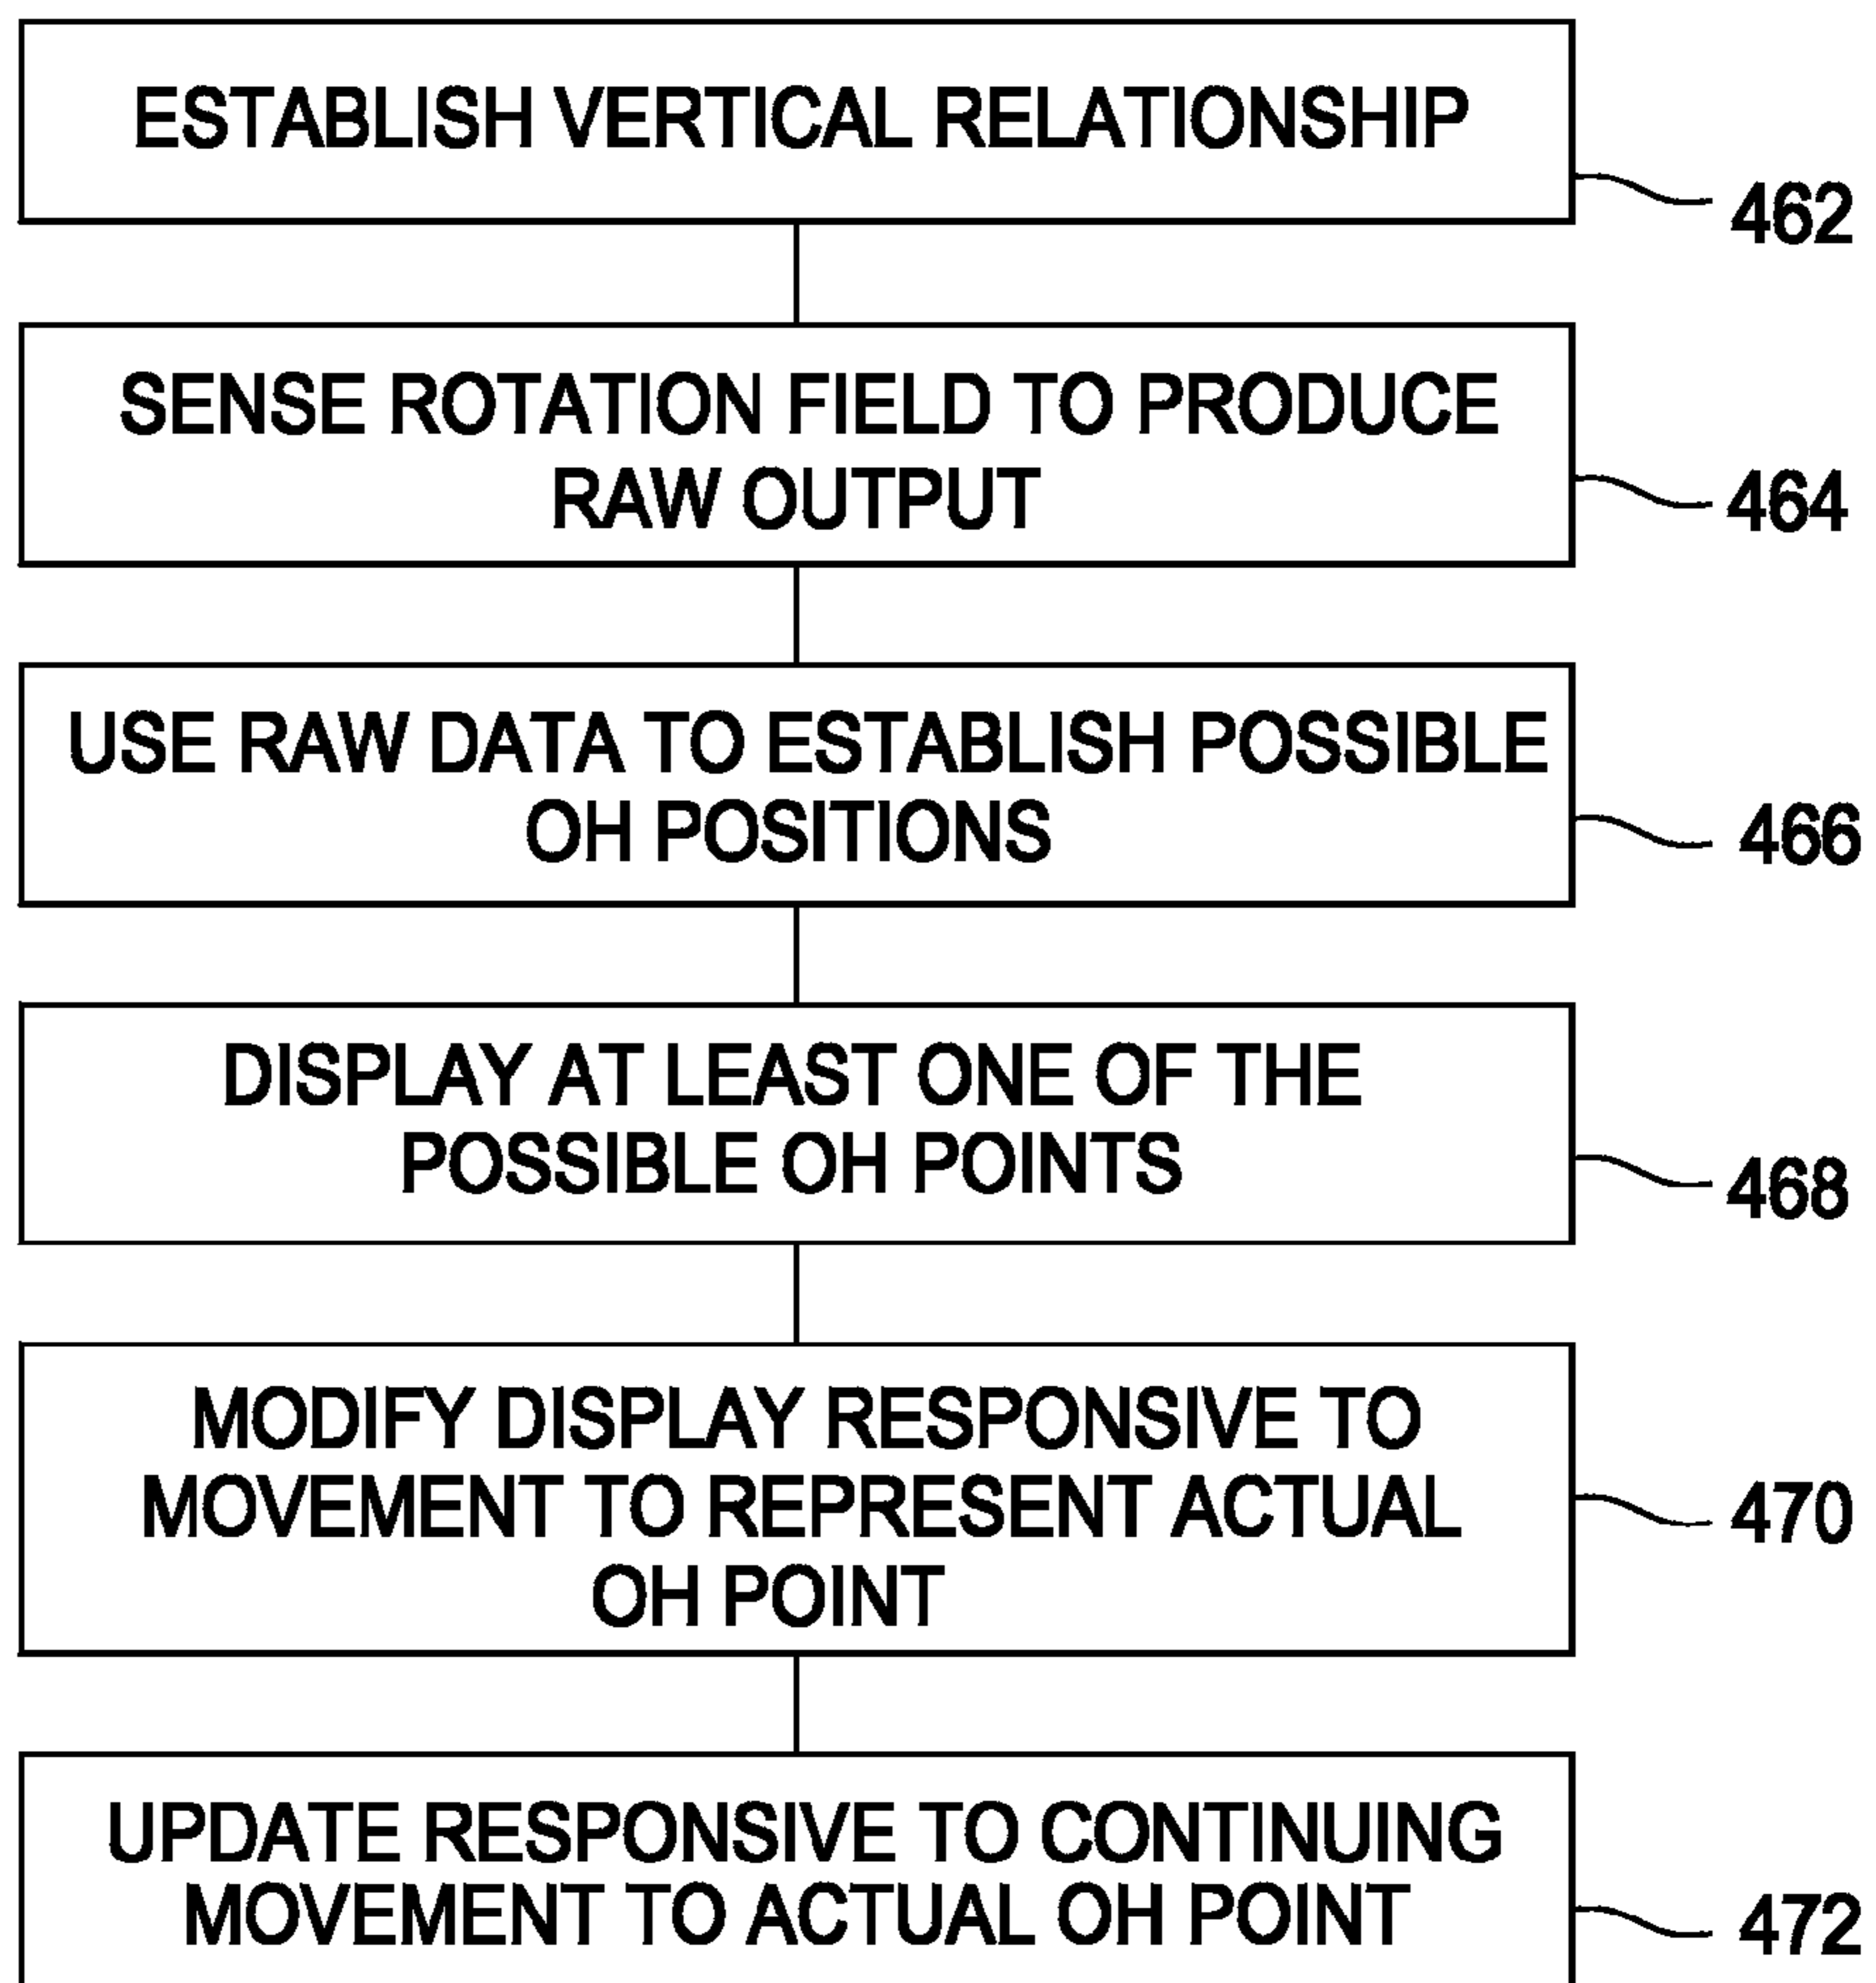 ESTABLISH VERTICAL RELATIONSHIP
462
SENSE ROTATION FIELD TO PRODUCE
RAW OUTPUT
464
USE RAW DATA TO ESTABLISH POSSIBLE
OH POSITIONS
466
DISPLAY AT LEAST ONE OF THE
POSSIBLE OH POINTS
468
MODIFY DISPLAY RESPONSIVE TO
MOVEMENT TO REPRESENT ACTUAL
OH POINT
470
UPDATE RESPONSIVE TO CONTINUING
MOVEMENT TO ACTUAL OH POINT
472